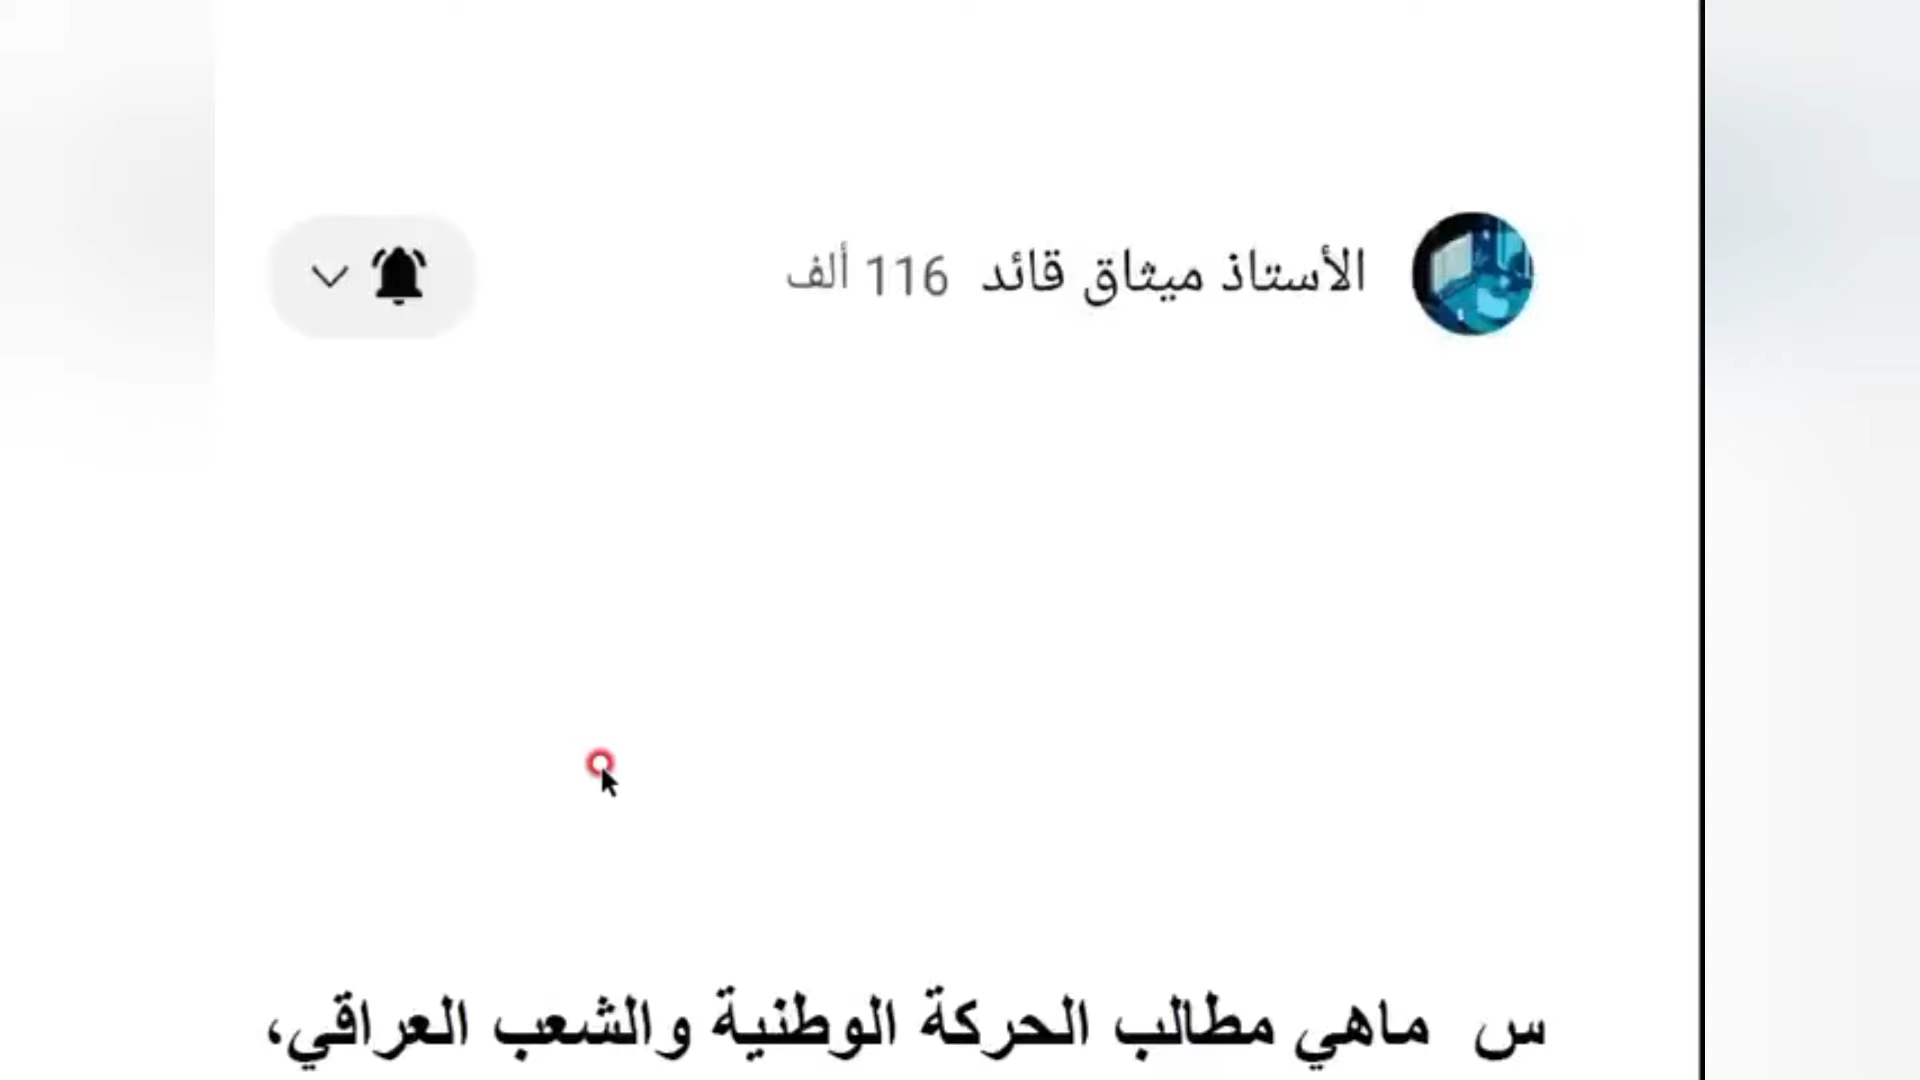 الأستاذ ميثاق قائد 116 ألف
س ماهي مطالب الحركة الوطنية والشعب العراقي،